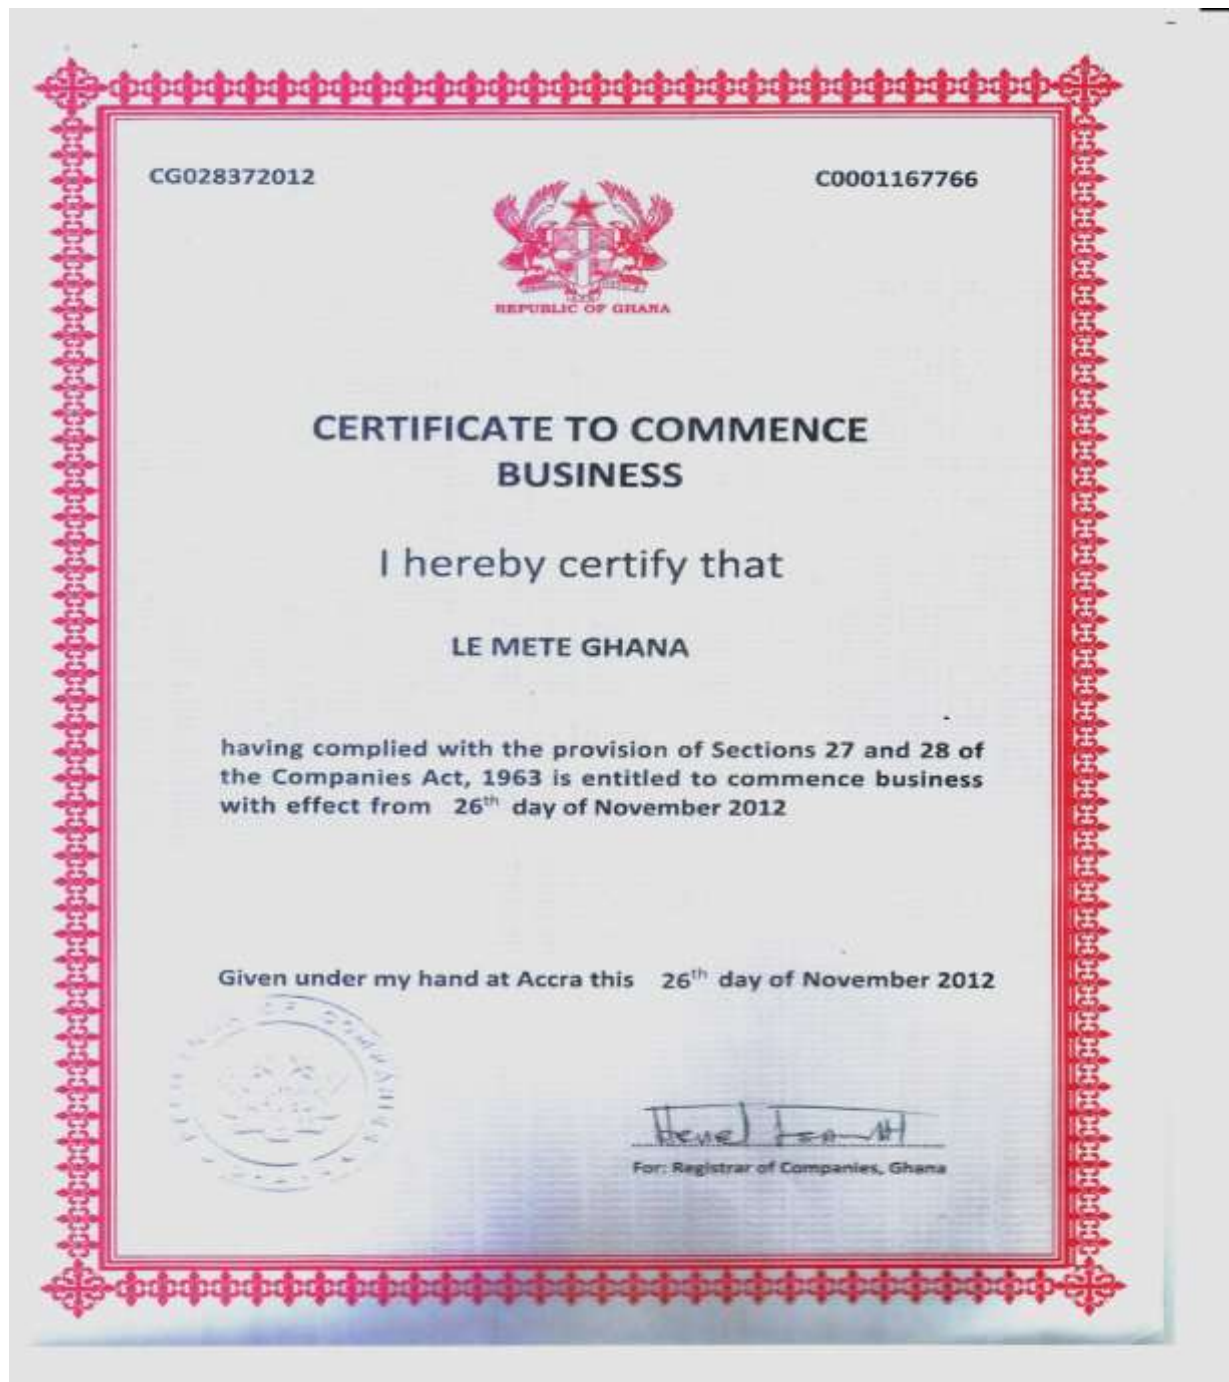 CG028372012
C0001167766
REPUBLIC OF GHANA
CERTIFICATE TO COMMENCE
BUSINESS
I hereby certify that
LE METE GHANA
having complied with the provision of Sections 27 and 28 of
the Companies Act, 1963 is entitled to commence business
with effect from 26th day of November 2012
Given under my hand at Accra this 26th day of November 2012
For: Registrar of Companies, Ghana